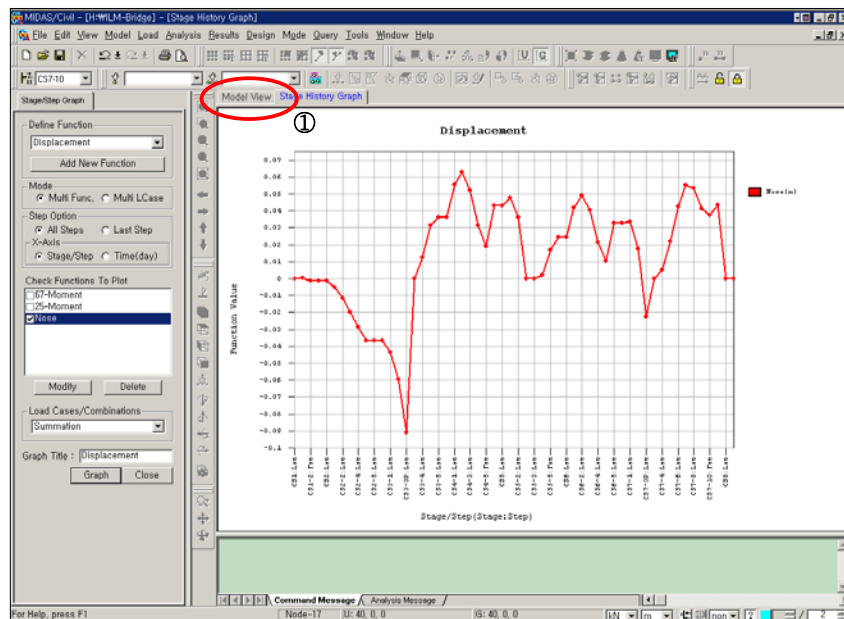 MIDAS/Civil - [H:₩ILM-Bridge] - [Stage History Graph]
File Edit View Model Load Analysis Results Design Mode Query Tools Window Help
CS7-10
Stage/Step Graph
Model View Stage History Graph
①
Define Function
Displacement
Add New Function
Mode
Multi Func, Multi LCase
Step Option
All Steps Last Step
X-Axis
Stage/Step Time(day)
Check Functions To Plot
67-Moment
25-Moment
Nose
Modify Delete
Load Cases/Combinations
Summation
Graph Title : Displacement
Graph Close
Displacement
0.07
0.06
0.05
0.04
0.03
0.02
0.01
0
-0.01
-0.02
-0.03
-0.04
-0.05
-0.06
-0.07
-0.08
-0.09
-0.1
Function Value
Stage/Step(Stage:Step)
Nose(m)
Command Message Analysis Message
For Help, press F1
Node-17 U: 40, 0, 0 G: 40, 0, 0 kN m non ? 2